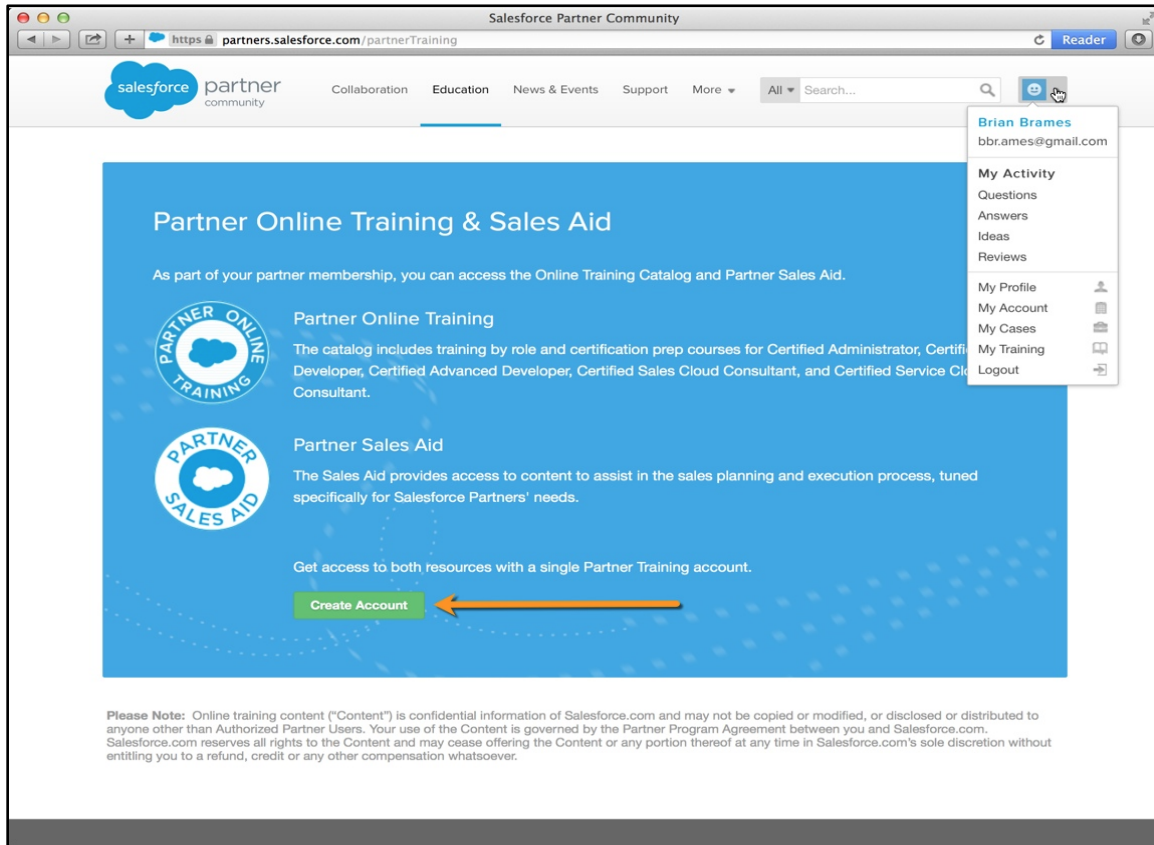 Salesforce Partner Community
https partners.salesforce.com/partnerTraining
Reader
salesforce partner
community
Collaboration Education News & Events Support More All Search...
Brian Brames
bbr.ames@gmail.com
My Activity
Questions
Answers
Ideas
Reviews
My Profile
My Account
My Cases
My Training
Logout
Partner Online Training & Sales Aid
As part of your partner membership, you can access the Online Training Catalog and Partner Sales Aid.
PARTNER ONLINE TRAINING
Partner Online Training
The catalog includes training by role and certification prep courses for Certified Administrator, Certifi
Developer, Certified Advanced Developer, Certified Sales Cloud Consultant, and Certified Service Clo
Consultant.
PARTNER SALES AID
Partner Sales Aid
The Sales Aid provides access to content to assist in the sales planning and execution process, tuned
specifically for Salesforce Partners' needs.
Get access to both resources with a single Partner Training account.
Create Account
Please Note: Online training content ("Content") is confidential information of Salesforce.com and may not be copied or modified, or disclosed or distributed to
anyone other than Authorized Partner Users. Your use of the Content is governed by the Partner Program Agreement between you and Salesforce.com.
Salesforce.com reserves all rights to the Content and may cease offering the Content or any portion thereof at any time in Salesforce.com's sole discretion without
entitling you to a refund, credit or any other compensation whatsoever.